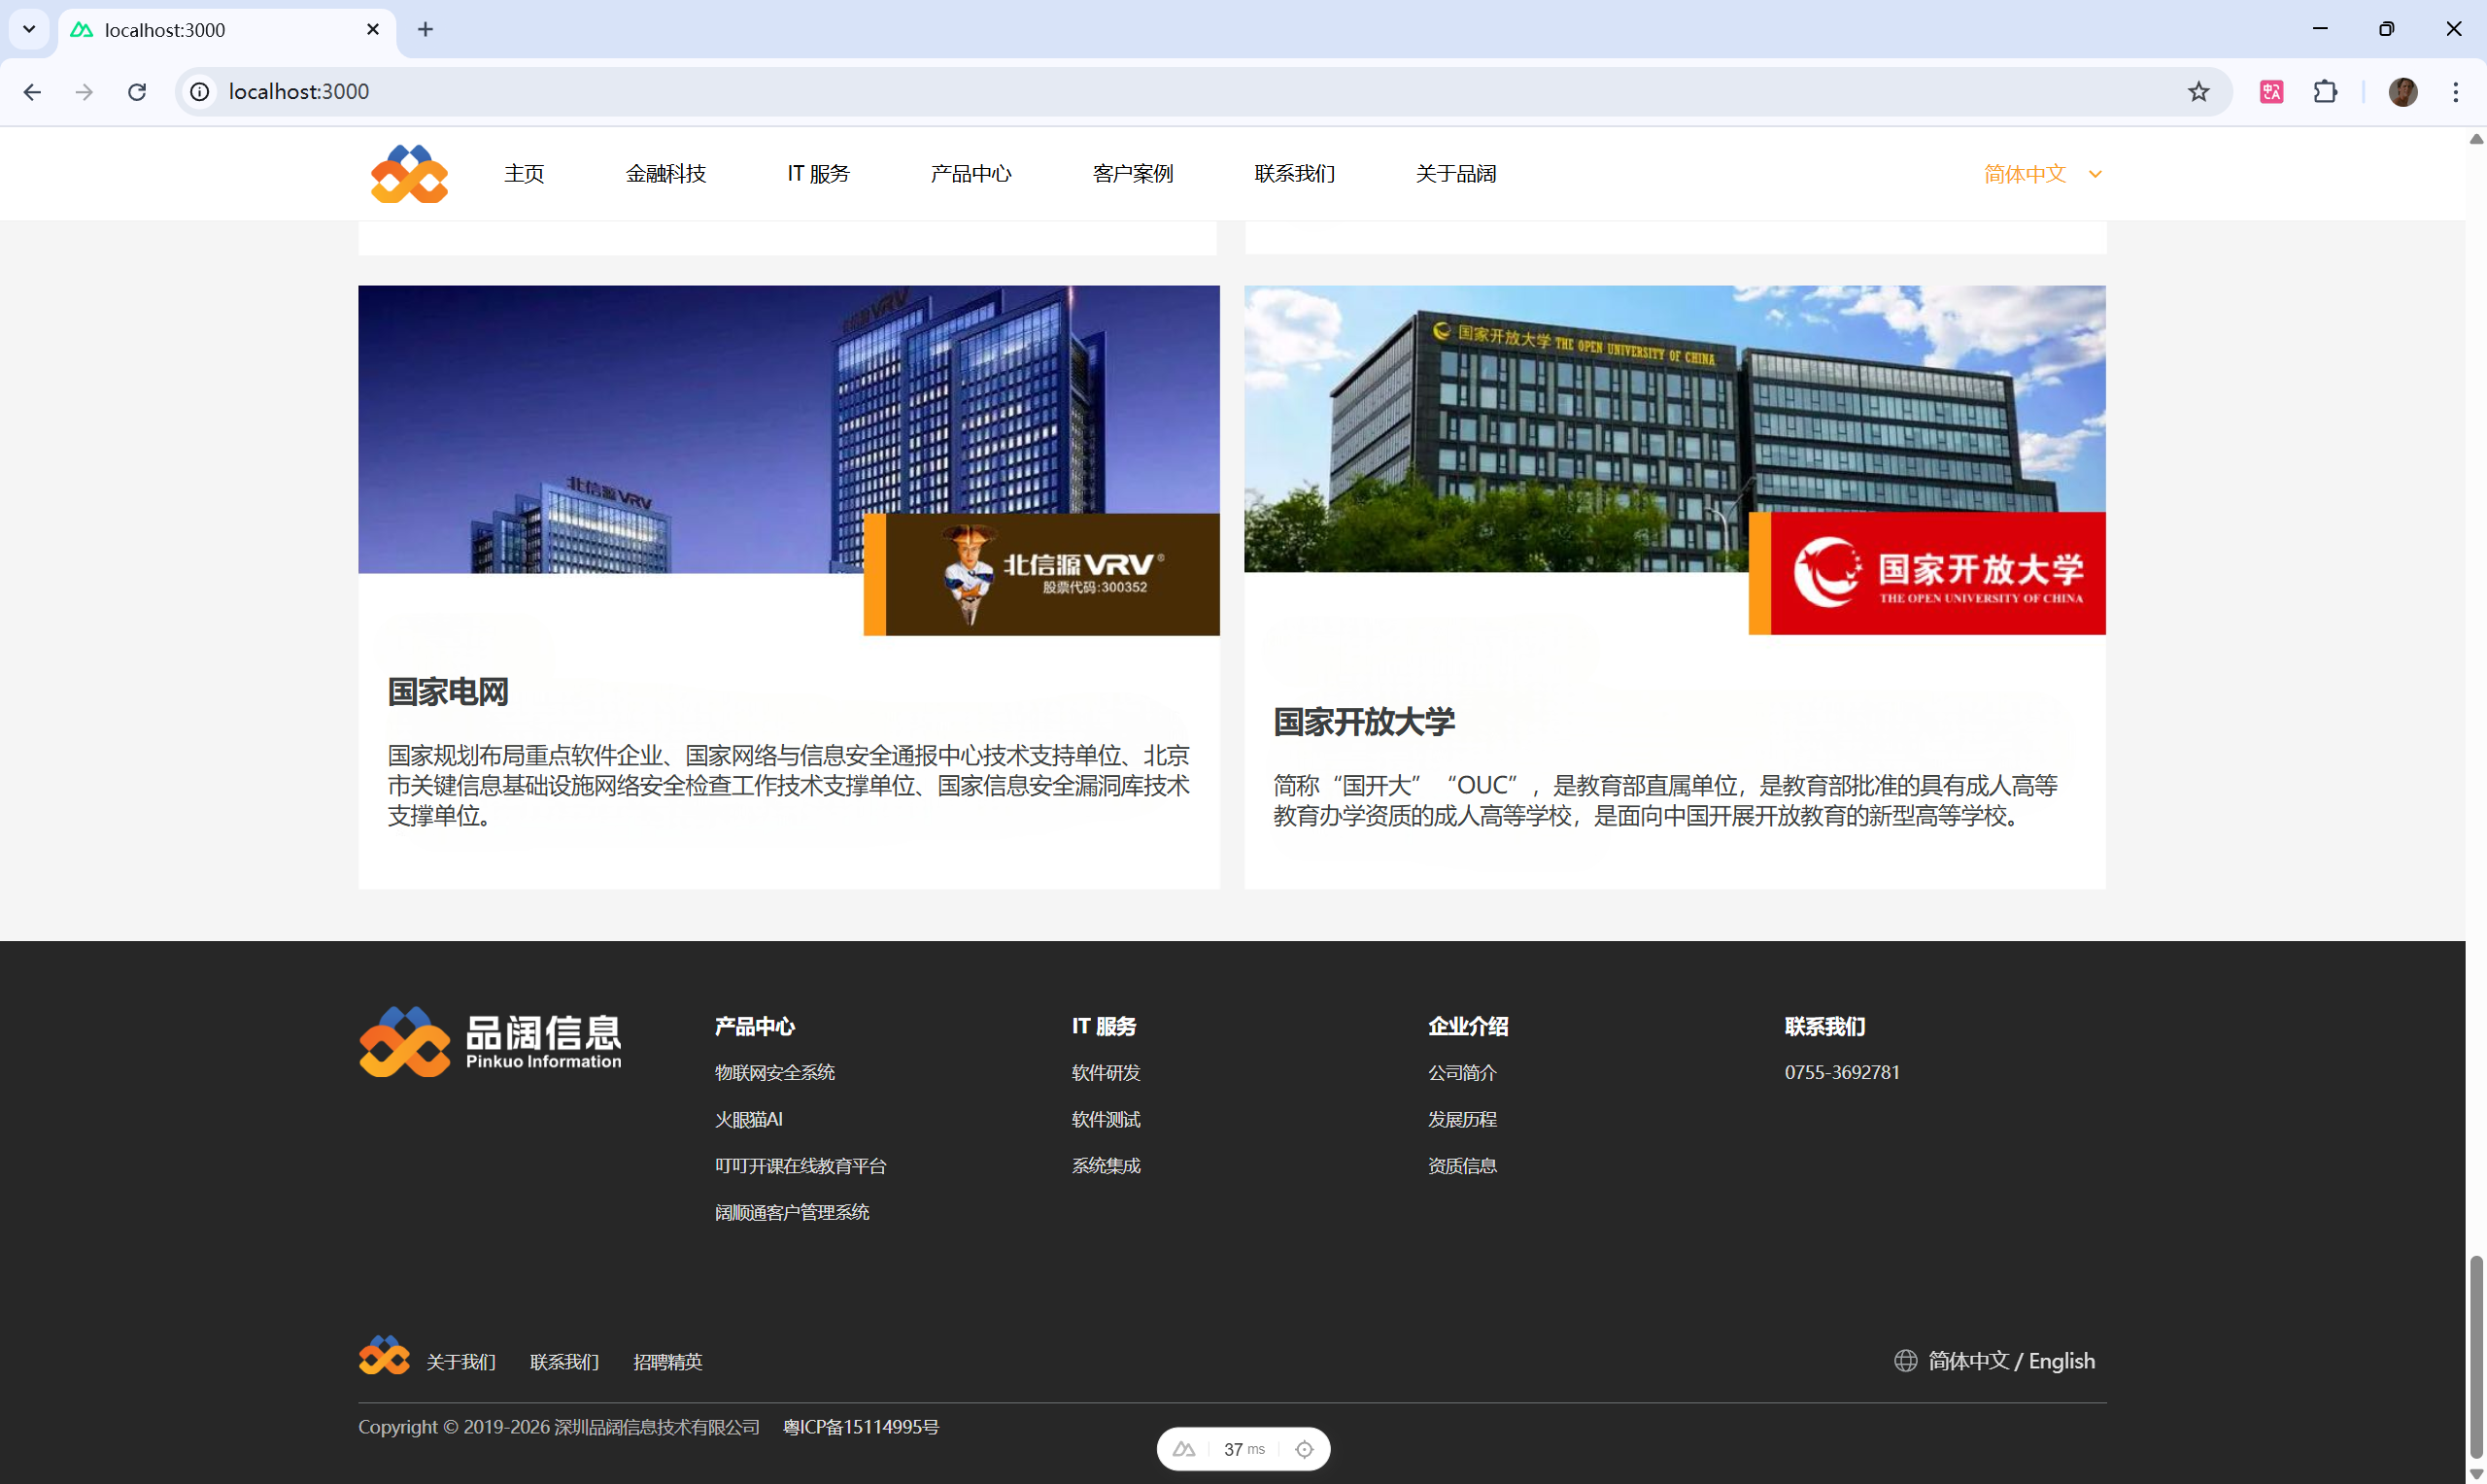 localhost:3000
localhost:3000
主页 金融科技 IT 服务 产品中心 客户案例 联系我们 关于品阔 简体中文
北信源VRV
北信源VRV
北信源VRV®
股票代码:300352
国家开放大学 THE OPEN UNIVERSITY OF CHINA
国家开放大学
THE OPEN UNIVERSITY OF CHINA
国家电网
国家规划布局重点软件企业、国家网络与信息安全通报中心技术支持单位、北京
市关键信息基础设施网络安全检查工作技术支撑单位、国家信息安全漏洞库技术
支撑单位。
国家开放大学
简称“国开大”“OUC”，是教育部直属单位，是教育部批准的具有成人高等
教育办学资质的成人高等学校，是面向中国开展开放教育的新型高等学校。
品阔信息
Pinkuo Information
产品中心
物联网安全系统
火眼猫AI
叮叮开课在线教育平台
阔顺通客户管理系统
IT 服务
软件研发
软件测试
系统集成
企业介绍
公司简介
发展历程
资质信息
联系我们
0755-3692781
关于我们 联系我们 招聘精英 简体中文 / English
Copyright © 2019-2026 深圳品阔信息技术有限公司 粤ICP备15114995号
37 ms